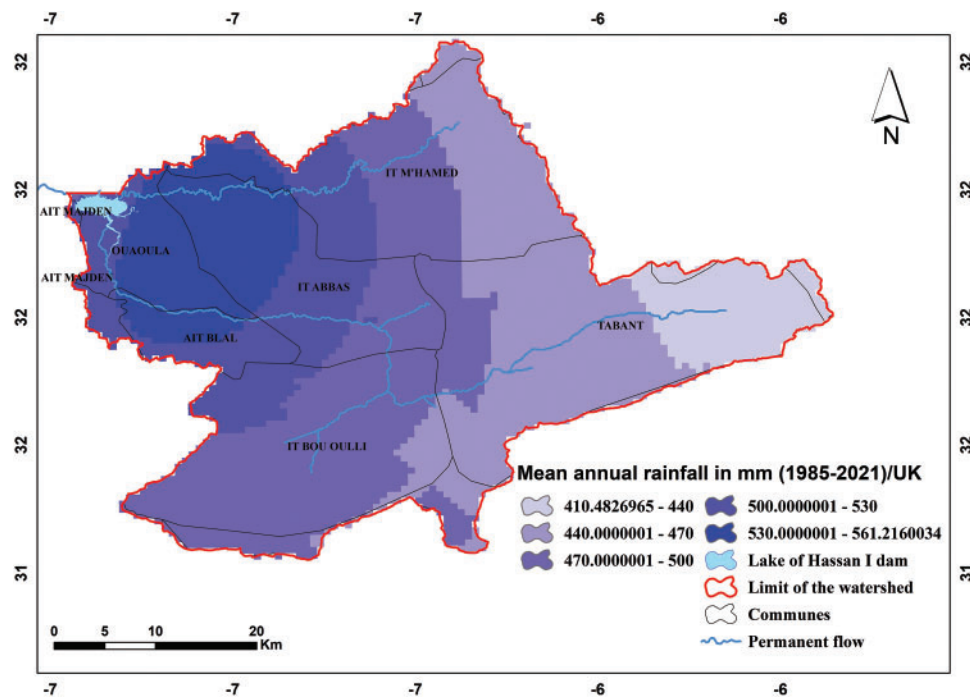 -7 -7 -7 -6 -6
32 32
N
32 32
IT M'HAMED
AIT MAJDEN
OUAOULA
AIT MAJDEN
IT ABBAS
32 32
TABANT
AIT BLAL
32 32
IT BOU OULLI
Mean annual rainfall in mm (1985-2021)/UK
410.4826965 - 440
440.0000001 - 470
470.0000001 - 500
500.0000001 - 530
530.0000001 - 561.2160034
Lake of Hassan I dam
Limit of the watershed
Communes
Permanent flow
31 31
0 5 10 20
Km
-7 -7 -7 -6 -6